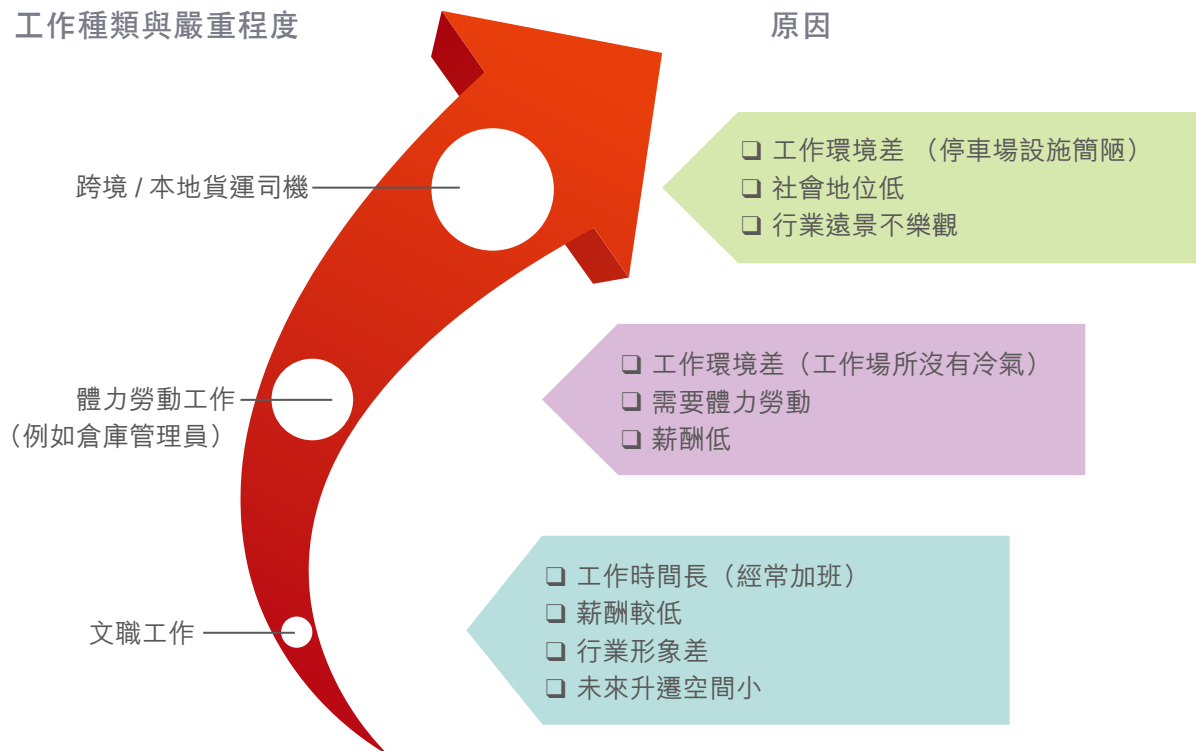 工作種類與嚴重程度
原因
跨境 / 本地貨運司機
❑ 工作環境差 （停車場設施簡陋）
❑ 社會地位低
❑ 行業遠景不樂觀
體力勞動工作
（例如倉庫管理員）
❑ 工作環境差（工作場所沒有冷氣）
❑ 需要體力勞動
❑ 薪酬低
文職工作
❑ 工作時間長（經常加班）
❑ 薪酬較低
❑ 行業形象差
❑ 未來升遷空間小